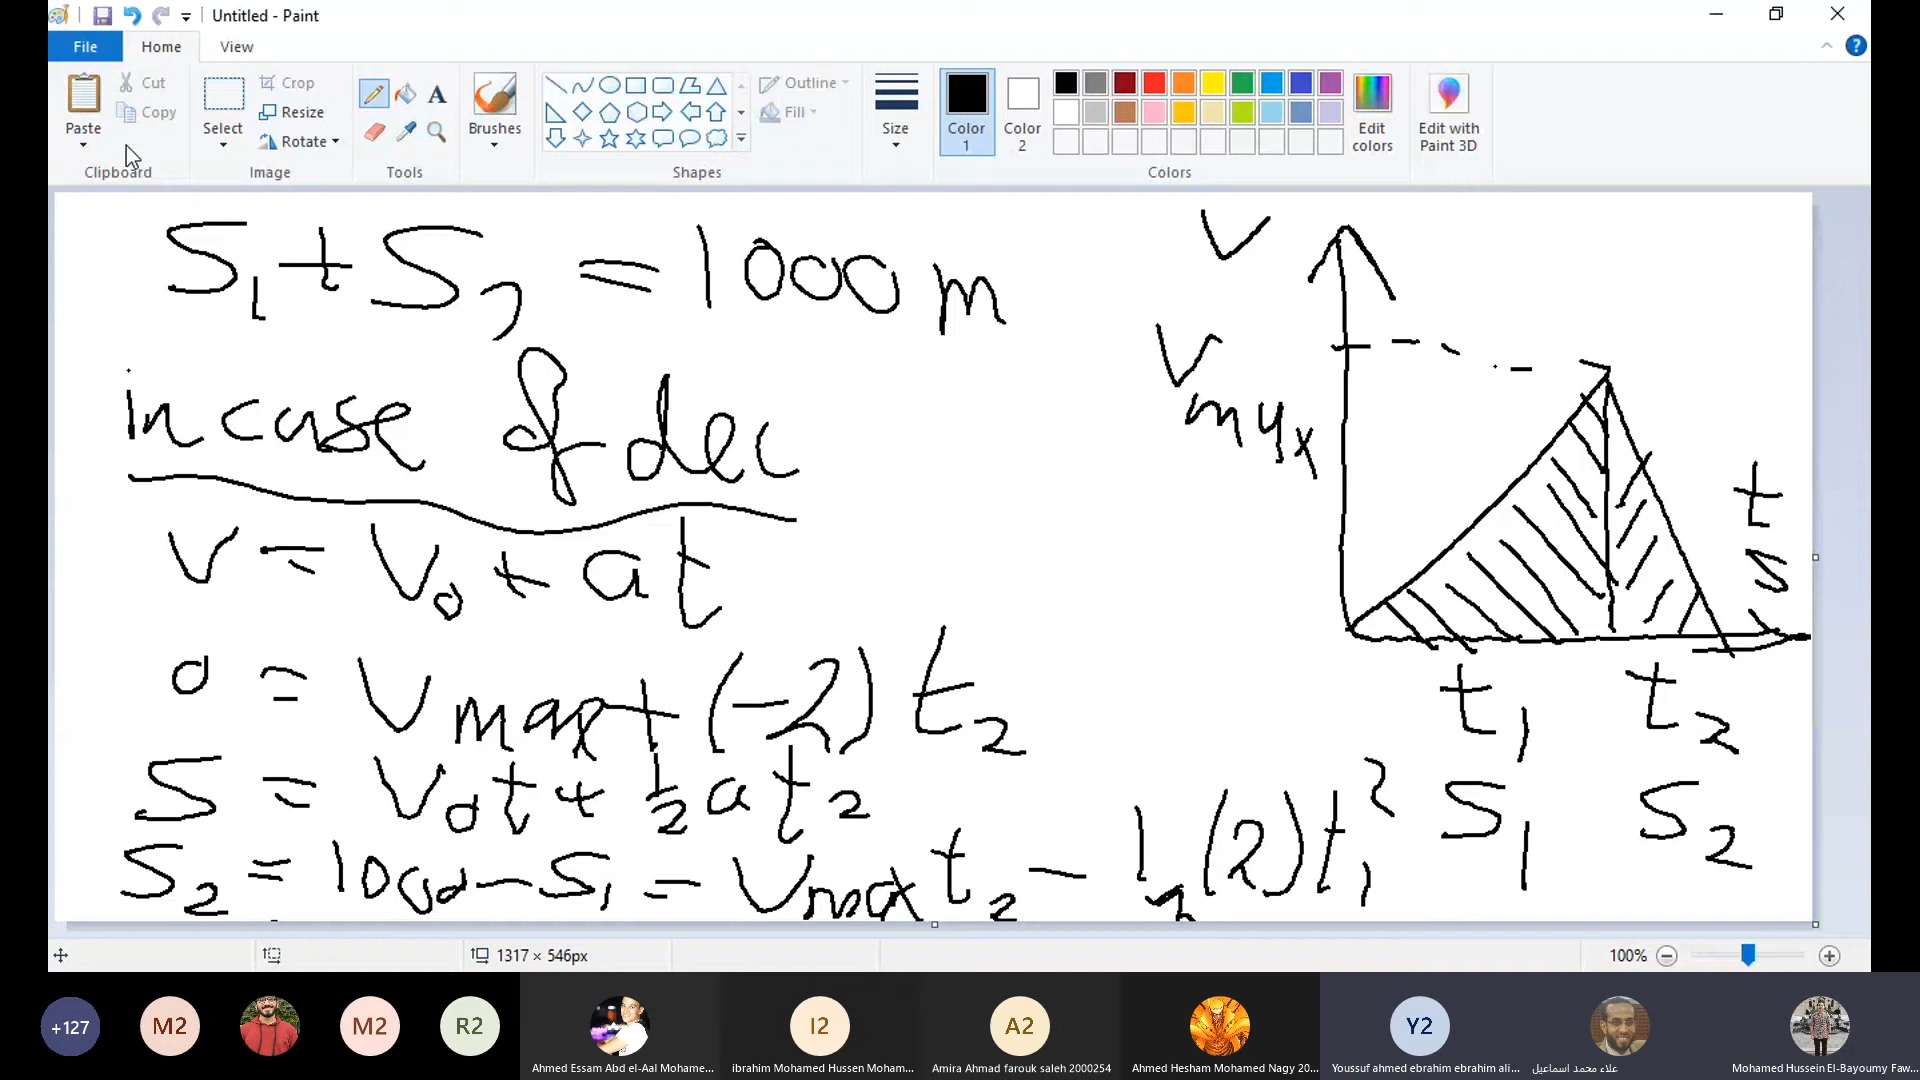 Untitled - Paint
File Home View
Paste
Cut
Copy
Clipboard
Select
Crop
Resize
Rotate
Image
Tools
Brushes
Shapes
Outline
Fill
Size
Color 1
Color 2
Edit colors
Colors
Edit with Paint 3D
S₁ + S₂ = 1000 m
in case of dec
v = V₀ + at
0 = Vmax + (-2) t₂
S = V₀t + ½ a t₂
S₂ = 1000 - S₁ = Vmax t₂ - ½ (2) t₁²
V
Vmax
t
s
t₁ t₂
S₁ S₂
1317 × 546px
100%
+127
M2
M2
R2
I2
A2
Y2
Ahmed Essam Abd el-Aal Mohame...
ibrahim Mohamed Hussen Moham...
Amira Ahmad farouk saleh 2000254
Ahmed Hesham Mohamed Nagy 20...
Youssuf ahmed ebrahim ebrahim ali...
علاء محمد اسماعيل
Mohamed Hussein El-Bayoumy Faw...